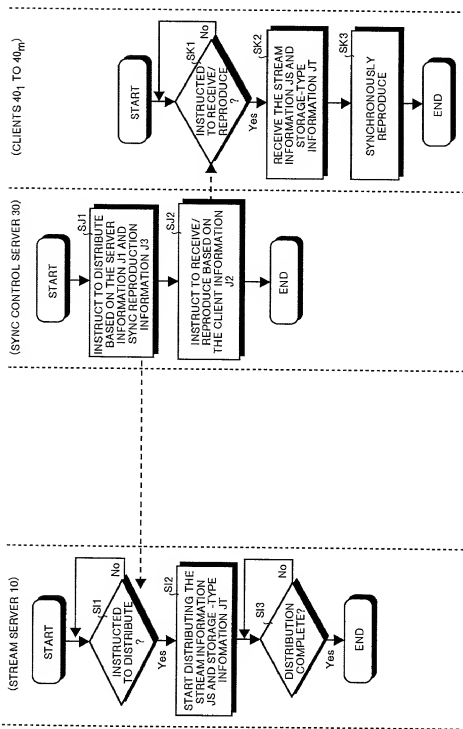 (STREAM SERVER 10)
START
SI1
INSTRUCTED
TO DISTRIBUTE
?
No
Yes
SI2
START DISTRIBUTING THE
STREAM INFORMATION
JS AND STORAGE -TYPE
INFOMATION JT
SI3
DISTRIBUTION
COMPLETE?
No
Yes
END
(SYNC CONTROL SERVER 30)
START
SJ1
INSTRUCT TO DISTRIBUTE
BASED ON THE SERVER
INFORMATION J1 AND
SYNC REPRODUCTION
INFORMATION J3
SJ2
INSTRUCT TO RECEIVE/
REPRODUCE BASED ON
THE CLIENT INFORMATION
J2
END
(CLIENTS 401 TO 40m)
START
SK1
INSTRUCTED
TO RECEIVE/
REPRODUCE
?
No
Yes
SK2
RECEIVE THE STREAM
INFORMATION JS AND
STORAGE-TYPE
INFORMATION JT
SK3
SYNCHRONOUSLY
REPRODUCE
END